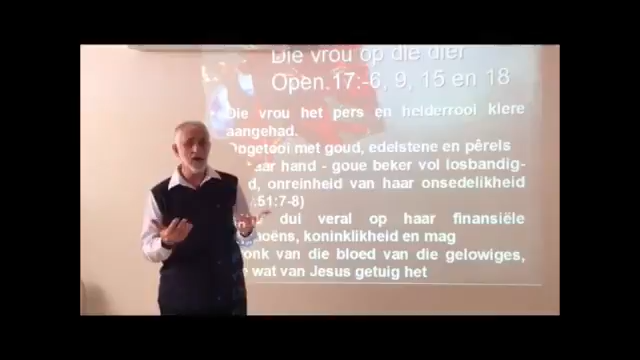 Die vrou op die dier
Open.17:-6, 9, 15 en 18
Die vrou het pers en helderrooi klere
aangehad.
Opgetooi met goud, edelstene en pêrels
haar hand - goue beker vol losbandig-
onreinheid van haar onsedelikheid
51:7-8)
dui veral op haar finansiële
koninklikheid en mag
van die bloed van die gelowiges,
wat van Jesus getuig het